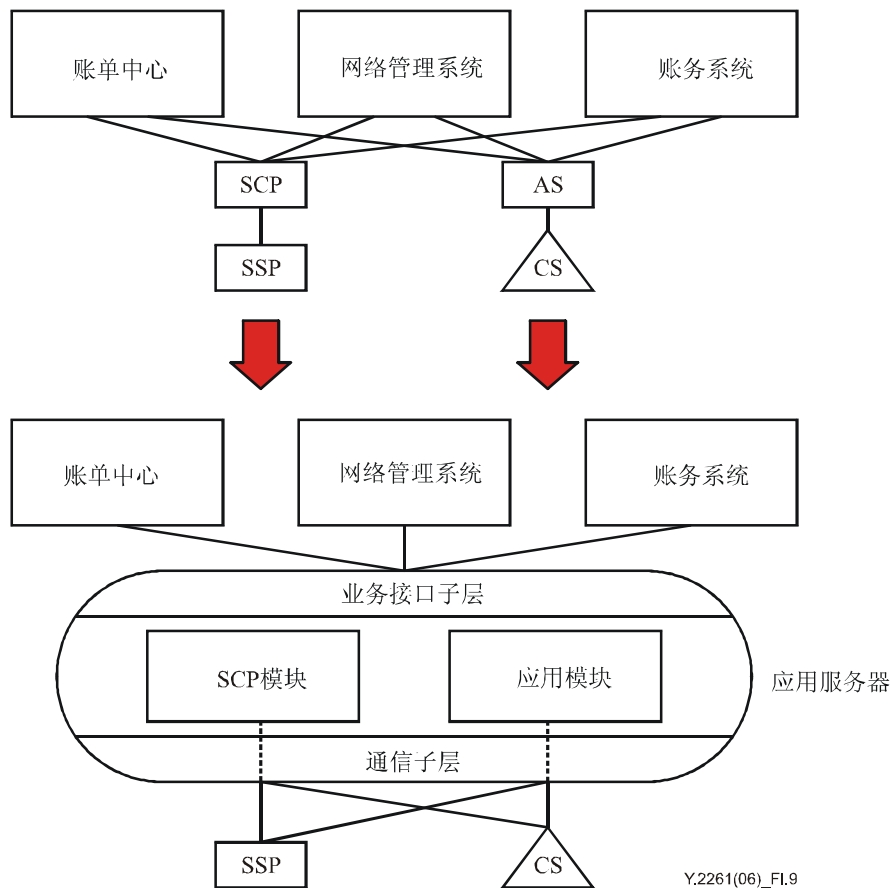 账单中心
网络管理系统
账务系统
SCP
AS
SSP
CS
账单中心
网络管理系统
账务系统
业务接口子层
SCP模块
应用模块
应用服务器
通信子层
SSP
CS
Y.2261(06)_FI.9